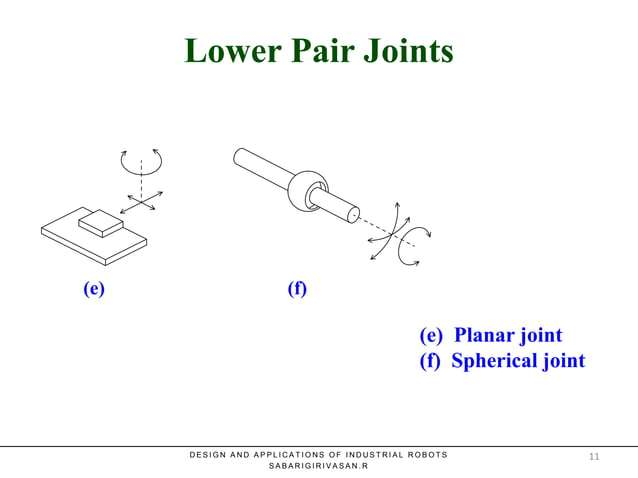 Lower Pair Joints
(e)
(f)
(e) Planar joint
(f) Spherical joint
DESIGN AND APPLICATIONS OF INDUSTRIAL ROBOTS
SABARIGIRIVASAN.R
11